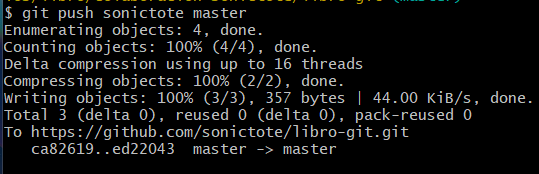 $ git push sonictote master
Enumerating objects: 4, done.
Counting objects: 100% (4/4), done.
Delta compression using up to 16 threads
Compressing objects: 100% (2/2), done.
Writing objects: 100% (3/3), 357 bytes | 44.00 KiB/s, done.
Total 3 (delta 0), reused 0 (delta 0), pack-reused 0
To https://github.com/sonictote/libro-git.git
   ca82619..ed22043  master -> master